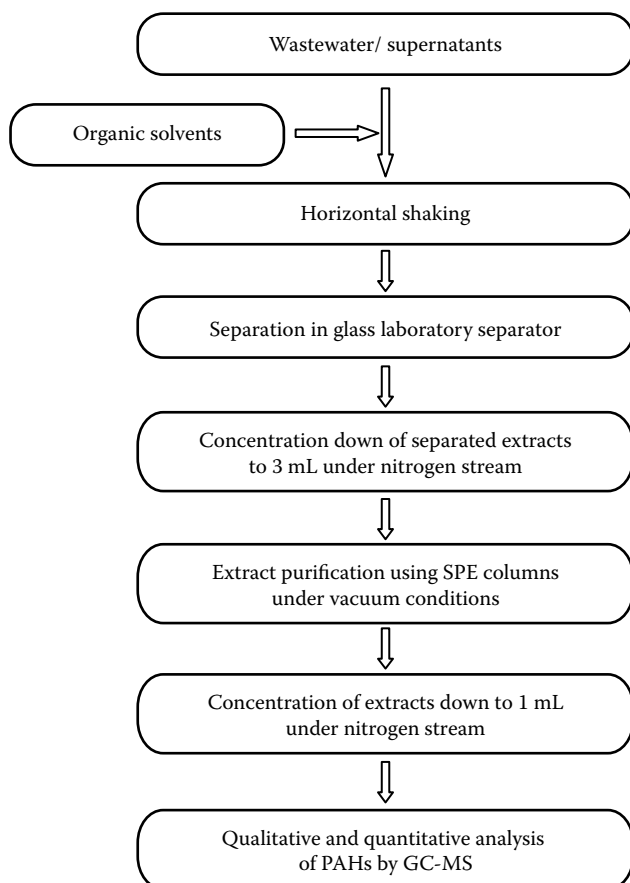 Wastewater/ supernatants
Organic solvents
Horizontal shaking
Separation in glass laboratory separator
Concentration down of separated extracts
to 3 mL under nitrogen stream
Extract purification using SPE columns
under vacuum conditions
Concentration of extracts down to 1 mL
under nitrogen stream
Qualitative and quantitative analysis
of PAHs by GC-MS